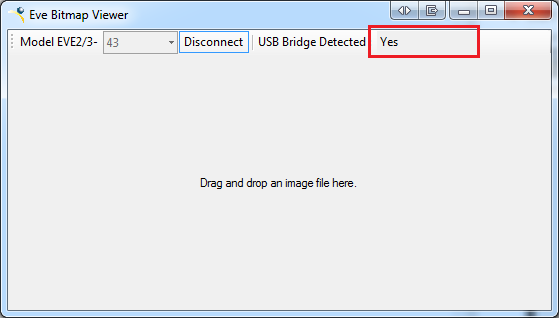 Eve Bitmap Viewer
Model EVE2/3- 43 Disconnect USB Bridge Detected Yes
Drag and drop an image file here.